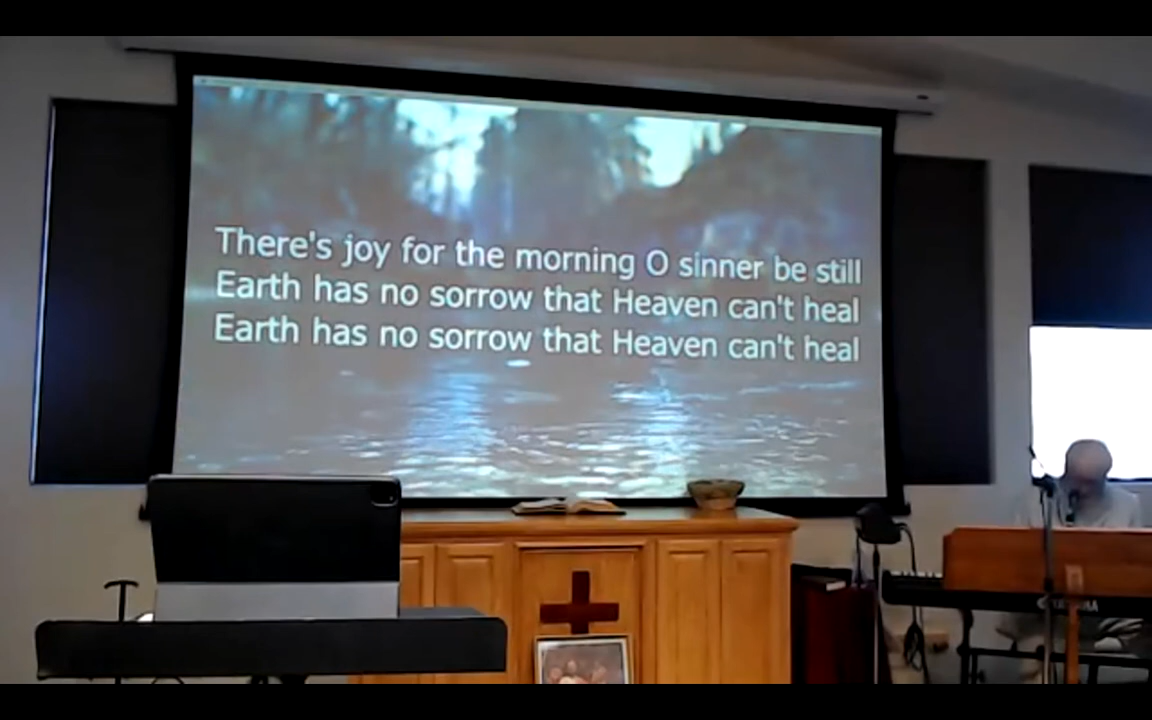 There's joy for the morning O sinner be still
Earth has no sorrow that Heaven can't heal
Earth has no sorrow that Heaven can't heal
YAMAHA